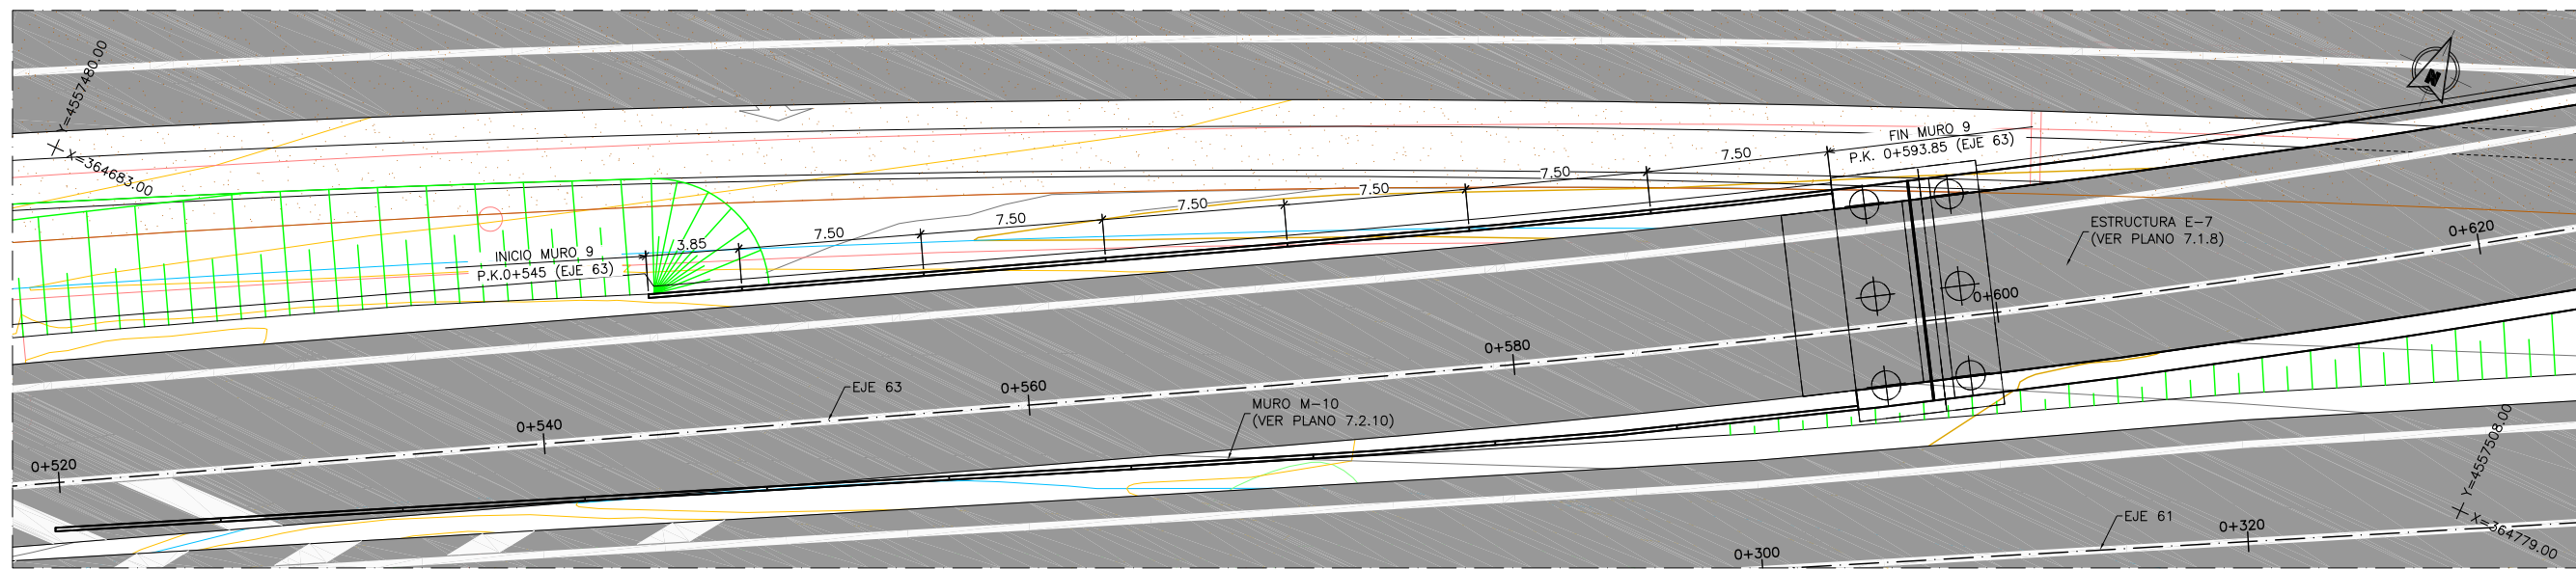 Y=4557480.00
X=364683.00
N
INICIO MURO 9
P.K.0+545 (EJE 63)
3.85
7.50
7.50
7.50
7.50
7.50
7.50
FIN MURO 9
P.K. 0+593.85 (EJE 63)
ESTRUCTURA E-7
(VER PLANO 7.1.8)
0+520
0+540
0+560
0+580
0+600
0+620
EJE 63
MURO M-10
(VER PLANO 7.2.10)
Y=4557508.00
X=364779.00
EJE 61
0+300
0+320